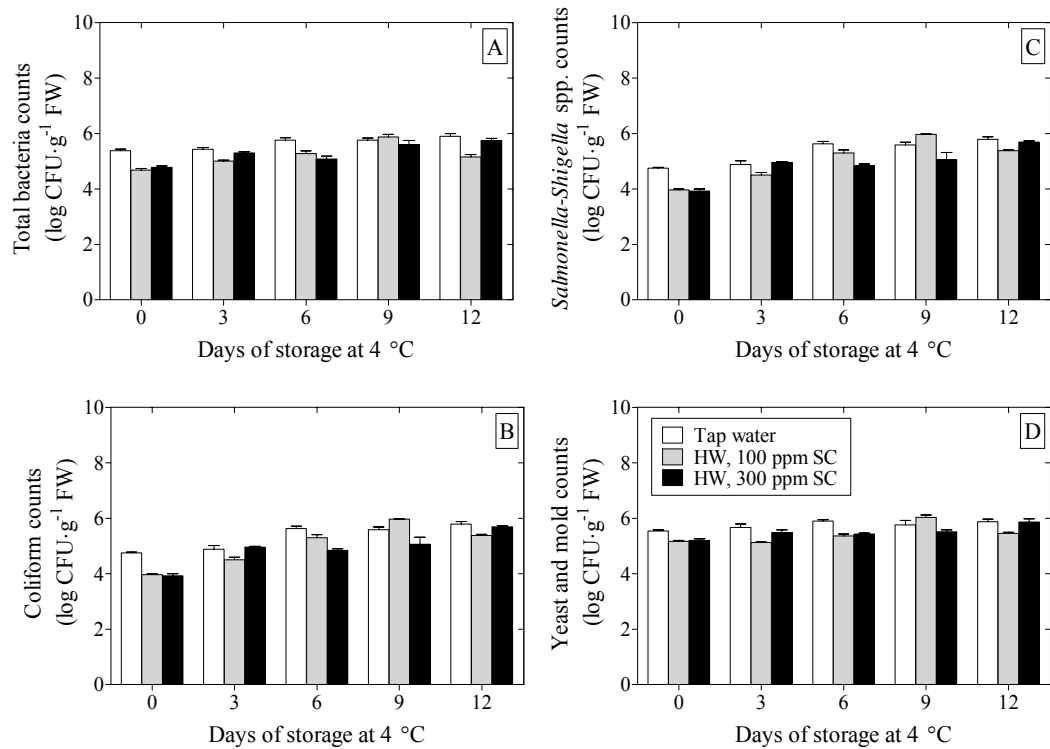 Total bacteria counts
(log CFU·g⁻¹ FW)
10
8
6
4
2
0
A
0 3 6 9 12
Days of storage at 4 °C
Salmonella-Shigella spp. counts
(log CFU·g⁻¹ FW)
10
8
6
4
2
0
C
0 3 6 9 12
Days of storage at 4 °C
Coliform counts
(log CFU·g⁻¹ FW)
10
8
6
4
2
0
B
0 3 6 9 12
Days of storage at 4 °C
Yeast and mold counts
(log CFU·g⁻¹ FW)
10
8
6
4
2
0
D
Tap water
HW, 100 ppm SC
HW, 300 ppm SC
0 3 6 9 12
Days of storage at 4 °C